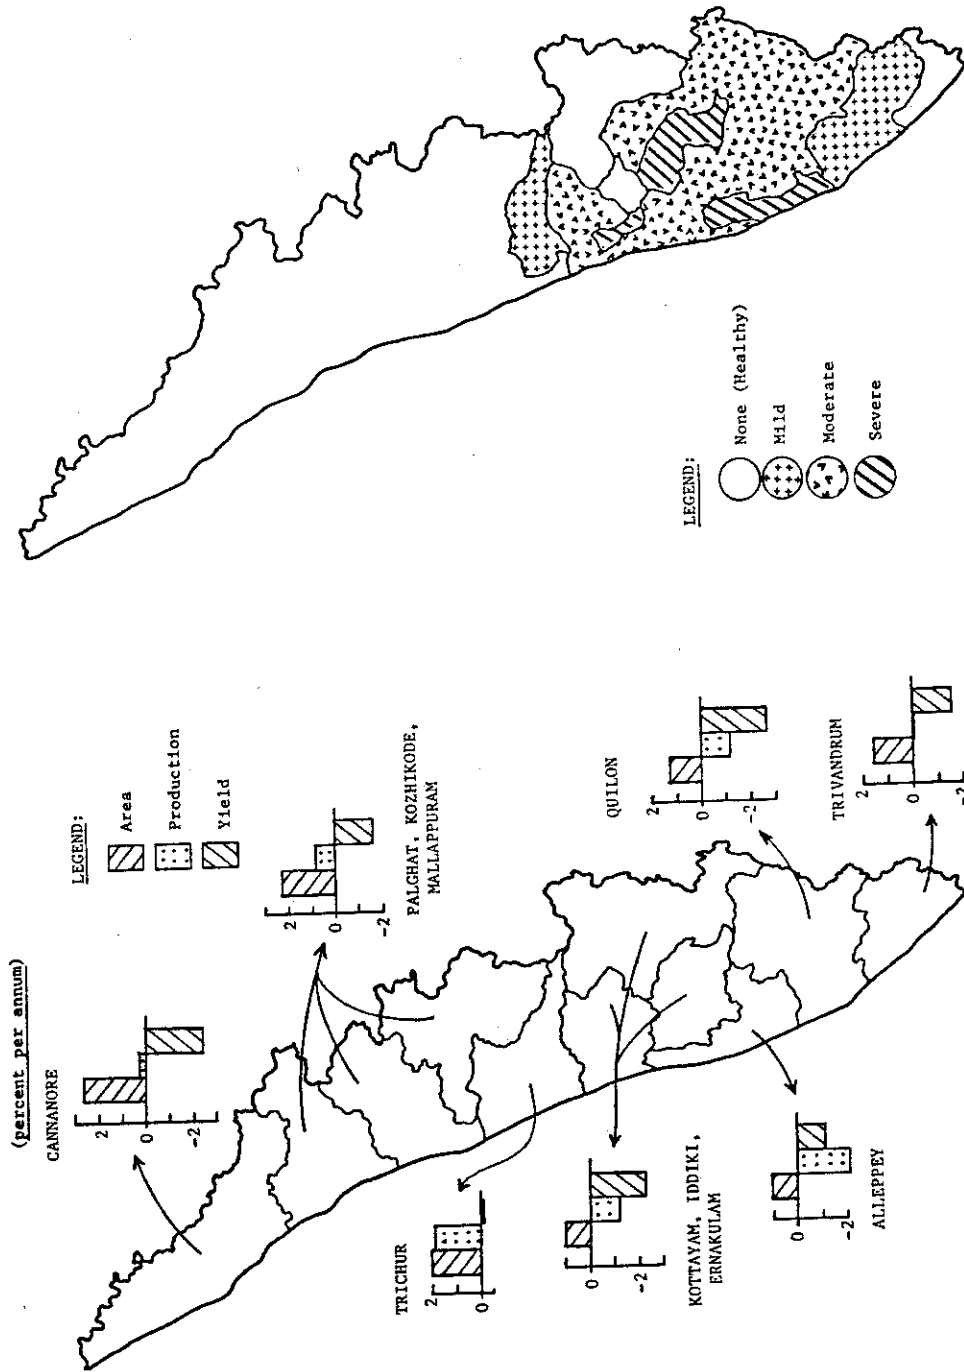 (percent per annum)
CANNANORE
2
0
-2
LEGEND:
Area
Production
Yield
2
0
-2
PALGHAT, KOZHIKODE,
MALLAPPURAM
TRICHUR
2
0
KOTTAYAM, IDDIKI,
ERNAKULAM
0
-2
ALLEPPEY
0
-2
QUILON
2
0
-2
TRIVANDRUM
2
0
-2
LEGEND:
None (Healthy)
Mild
Moderate
Severe